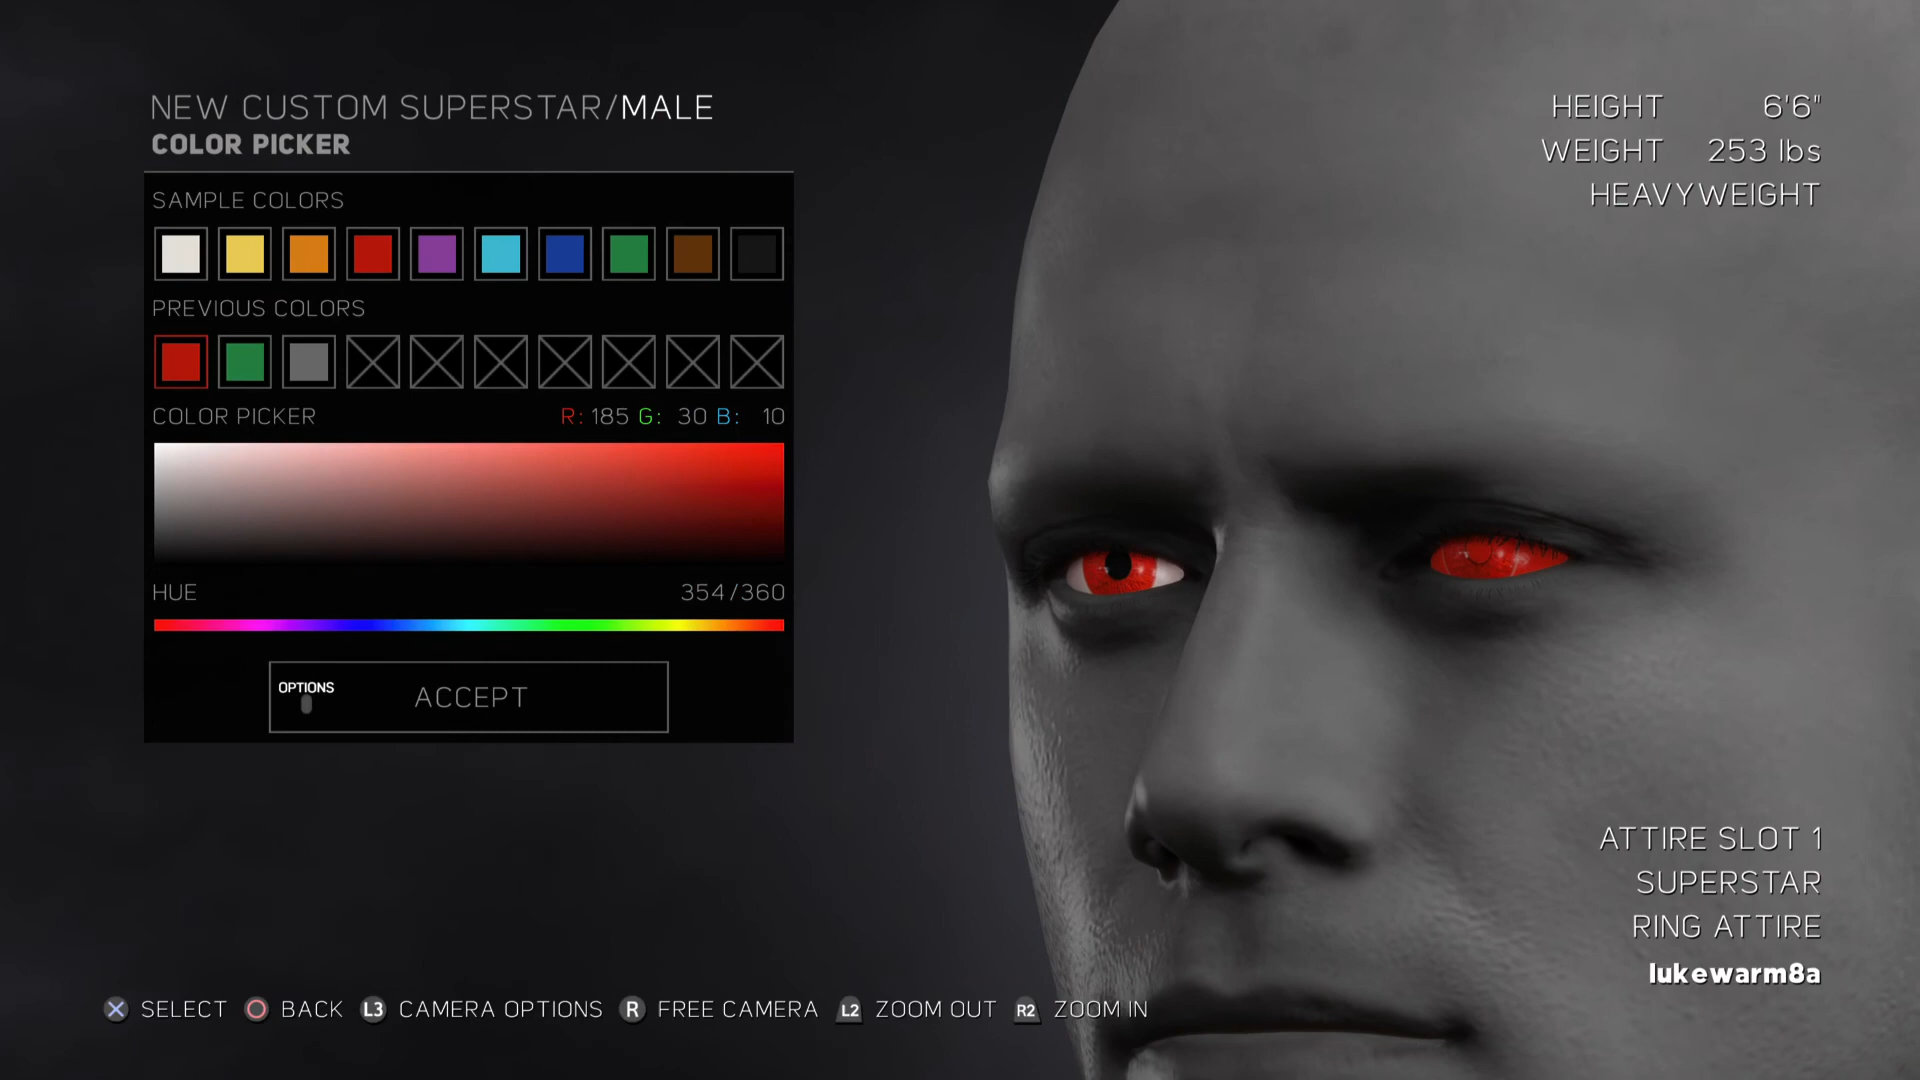 NEW CUSTOM SUPERSTAR/MALE
COLOR PICKER
SAMPLE COLORS
PREVIOUS COLORS
COLOR PICKER R: 185 G: 30 B: 10
HUE 354/360
OPTIONS
ACCEPT
HEIGHT 6'6"
WEIGHT 253 lbs
HEAVYWEIGHT
ATTIRE SLOT 1
SUPERSTAR
RING ATTIRE
lukewarm8a
SELECT BACK L3 CAMERA OPTIONS R FREE CAMERA L2 ZOOM OUT R2 ZOOM IN